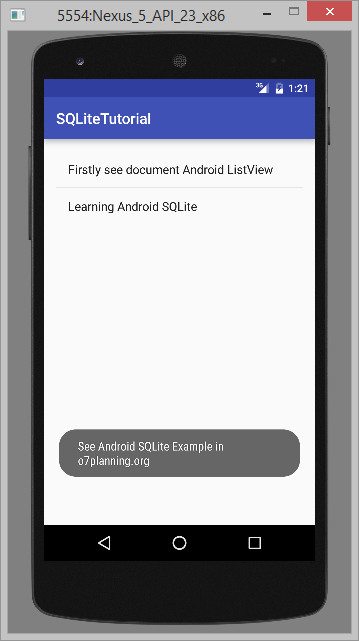 5554:Nexus_5_API_23_x86
3G 1:21
SQLiteTutorial
Firstly see document Android ListView
Learning Android SQLite
See Android SQLite Example in
o7planning.org